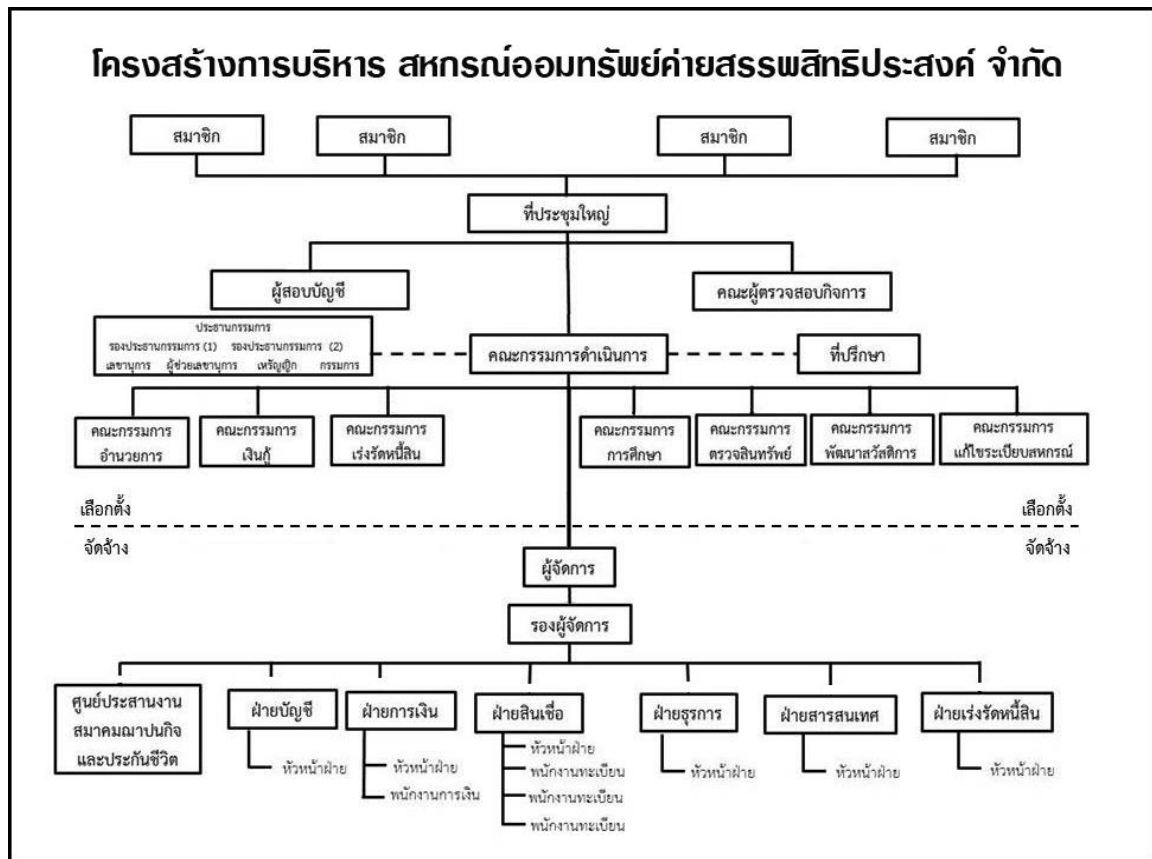 โครงสร้างการบริหาร สหกรณ์ออมทรัพย์ค่ายสรรพสิทธิประสงค์ จำกัด
สมาชิก สมาชิก สมาชิก สมาชิก
ที่ประชุมใหญ่
ผู้สอบบัญชี คณะผู้ตรวจสอบกิจการ
ประธานกรรมการ
รองประธานกรรมการ (1) รองประธานกรรมการ (2)
เลขานุการ ผู้ช่วยเลขานุการ เหรัญญิก กรรมการ
คณะกรรมการดำเนินการ
ที่ปรึกษา
คณะกรรมการ
อำนวยการ
คณะกรรมการ
เงินกู้
คณะกรรมการ
เร่งรัดหนี้สิน
คณะกรรมการ
การศึกษา
คณะกรรมการ
ตรวจสินทรัพย์
คณะกรรมการ
พัฒนาสวัสดิการ
คณะกรรมการ
แก้ไขระเบียบสหกรณ์
เลือกตั้ง เลือกตั้ง
จัดจ้าง จัดจ้าง
ผู้จัดการ
รองผู้จัดการ
ศูนย์ประสานงาน
สมาคมฌาปนกิจ
และประกันชีวิต
ฝ่ายบัญชี
หัวหน้าฝ่าย
ฝ่ายการเงิน
หัวหน้าฝ่าย
พนักงานการเงิน
ฝ่ายสินเชื่อ
หัวหน้าฝ่าย
พนักงานทะเบียน
พนักงานทะเบียน
พนักงานทะเบียน
ฝ่ายธุรการ
หัวหน้าฝ่าย
ฝ่ายสารสนเทศ
หัวหน้าฝ่าย
ฝ่ายเร่งรัดหนี้สิน
หัวหน้าฝ่าย